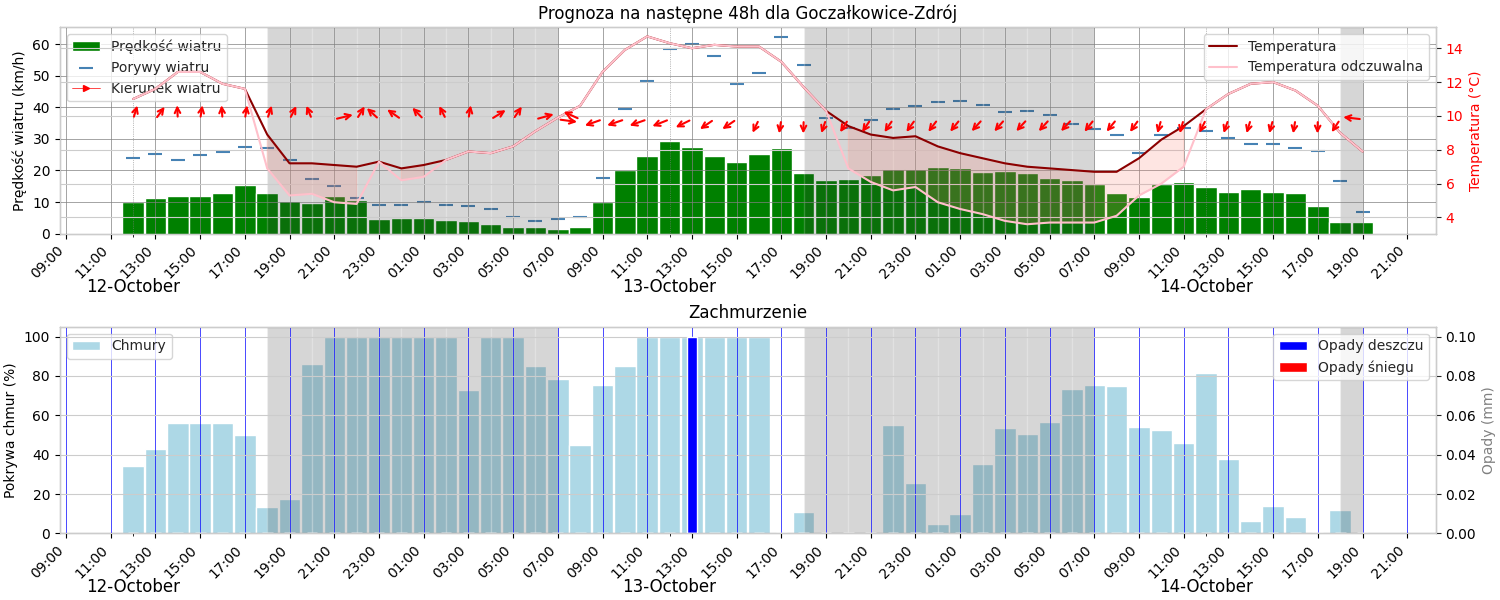 Prognoza na następne 48h dla Goczałkowice-Zdrój
Prędkość wiatru (km/h)
60
50
40
30
20
10
0
Prędkość wiatru
Porywy wiatru
Kierunek wiatru
Temperatura
Temperatura odczuwalna
14
12
10
8
6
4
Temperatura (°C)
09:00 11:00 13:00 15:00 17:00 19:00 21:00 23:00 01:00 03:00 05:00 07:00 09:00 11:00 13:00 15:00 17:00 19:00 21:00 23:00 01:00 03:00 05:00 07:00 09:00 11:00 13:00 15:00 17:00 19:00 21:00
12-October 13-October 14-October
Zachmurzenie
Pokrywa chmur (%)
100
80
60
40
20
0
Chmury
Opady deszczu
Opady śniegu
0.10
0.08
0.06
0.04
0.02
0.00
Opady (mm)
09:00 11:00 13:00 15:00 17:00 19:00 21:00 23:00 01:00 03:00 05:00 07:00 09:00 11:00 13:00 15:00 17:00 19:00 21:00 23:00 01:00 03:00 05:00 07:00 09:00 11:00 13:00 15:00 17:00 19:00 21:00
12-October 13-October 14-October